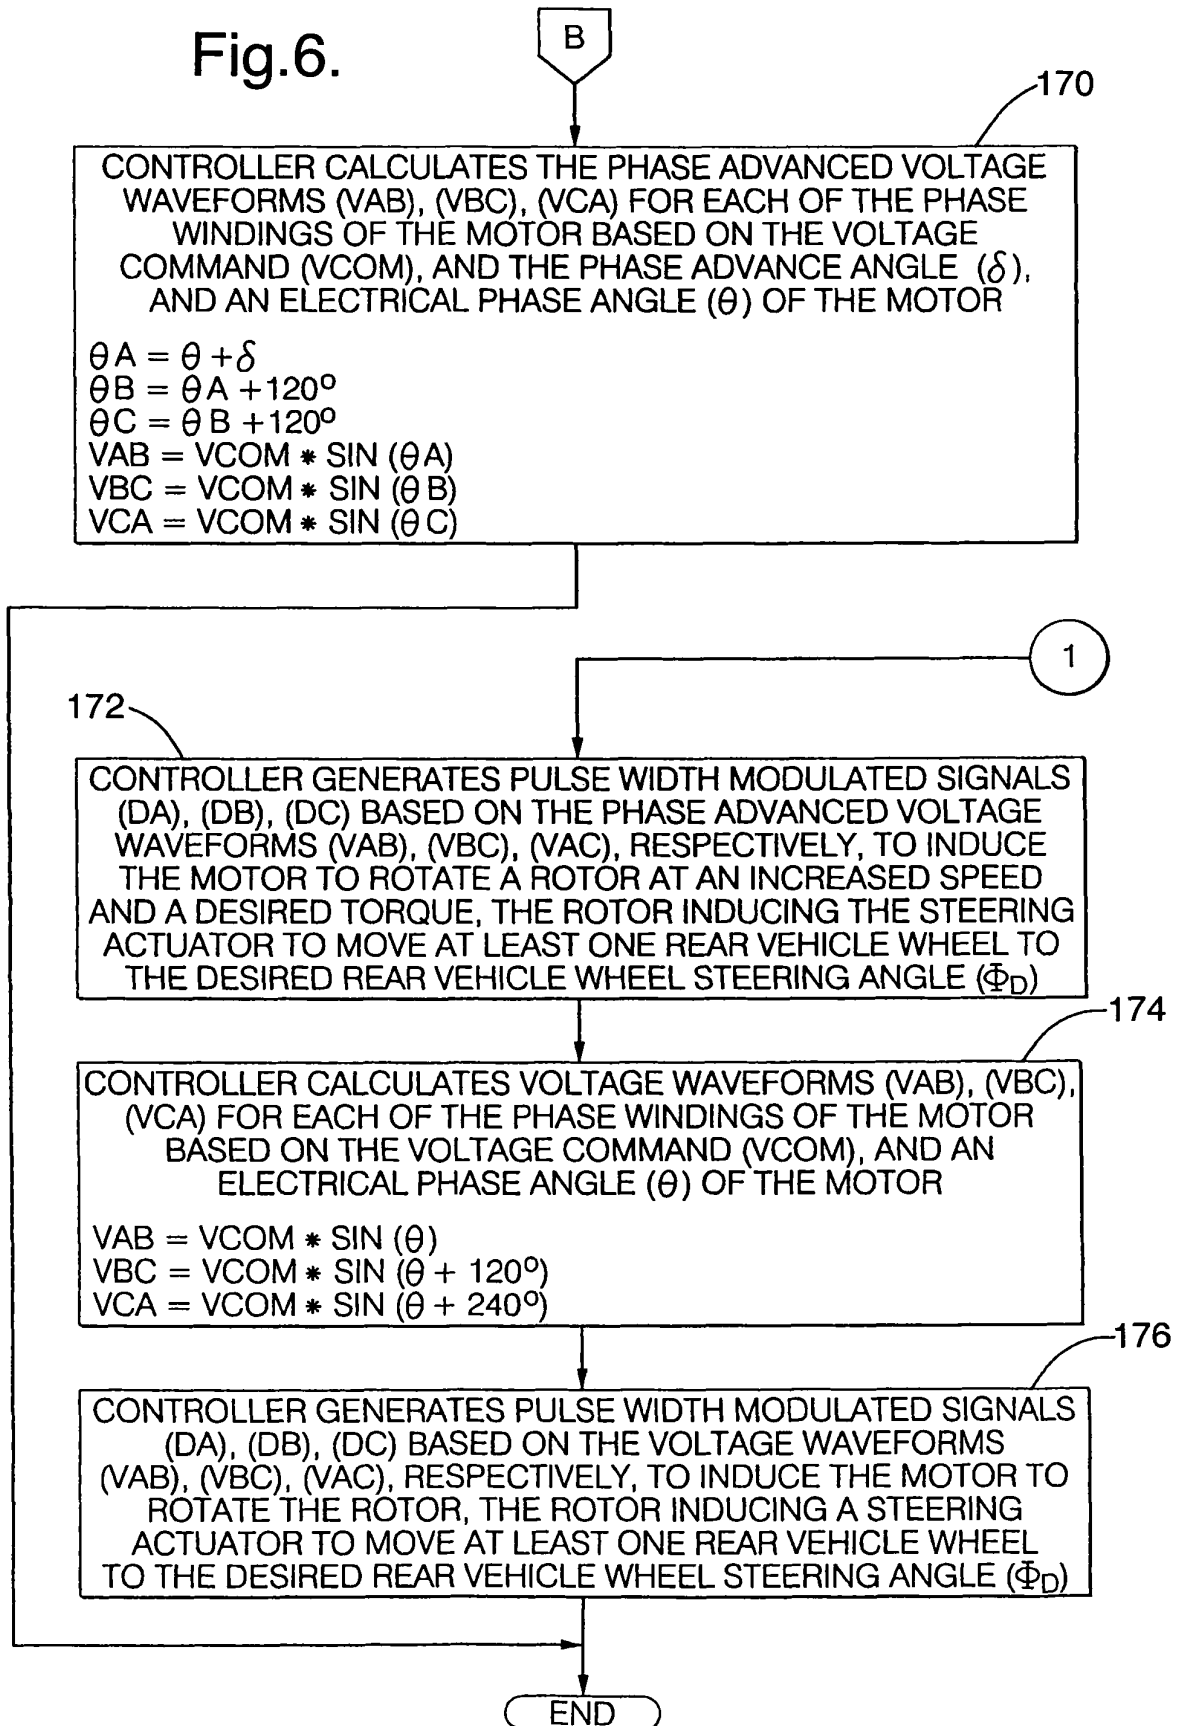 Fig.6.
B
170
CONTROLLER CALCULATES THE PHASE ADVANCED VOLTAGE
WAVEFORMS (VAB), (VBC), (VCA) FOR EACH OF THE PHASE
WINDINGS OF THE MOTOR BASED ON THE VOLTAGE
COMMAND (VCOM), AND THE PHASE ADVANCE ANGLE (δ),
AND AN ELECTRICAL PHASE ANGLE (θ) OF THE MOTOR
θA = θ +δ
θB = θA +120°
θC = θB +120°
VAB = VCOM * SIN (θA)
VBC = VCOM * SIN (θB)
VCA = VCOM * SIN (θC)
1
172
CONTROLLER GENERATES PULSE WIDTH MODULATED SIGNALS
(DA), (DB), (DC) BASED ON THE PHASE ADVANCED VOLTAGE
WAVEFORMS (VAB), (VBC), (VAC), RESPECTIVELY, TO INDUCE
THE MOTOR TO ROTATE A ROTOR AT AN INCREASED SPEED
AND A DESIRED TORQUE, THE ROTOR INDUCING THE STEERING
ACTUATOR TO MOVE AT LEAST ONE REAR VEHICLE WHEEL TO
THE DESIRED REAR VEHICLE WHEEL STEERING ANGLE (ΦD)
174
CONTROLLER CALCULATES VOLTAGE WAVEFORMS (VAB), (VBC),
(VCA) FOR EACH OF THE PHASE WINDINGS OF THE MOTOR
BASED ON THE VOLTAGE COMMAND (VCOM), AND AN
ELECTRICAL PHASE ANGLE (θ) OF THE MOTOR
VAB = VCOM * SIN (θ)
VBC = VCOM * SIN (θ + 120°)
VCA = VCOM * SIN (θ + 240°)
176
CONTROLLER GENERATES PULSE WIDTH MODULATED SIGNALS
(DA), (DB), (DC) BASED ON THE VOLTAGE WAVEFORMS
(VAB), (VBC), (VAC), RESPECTIVELY, TO INDUCE THE MOTOR TO
ROTATE THE ROTOR, THE ROTOR INDUCING A STEERING
ACTUATOR TO MOVE AT LEAST ONE REAR VEHICLE WHEEL
TO THE DESIRED REAR VEHICLE WHEEL STEERING ANGLE (ΦD)
END